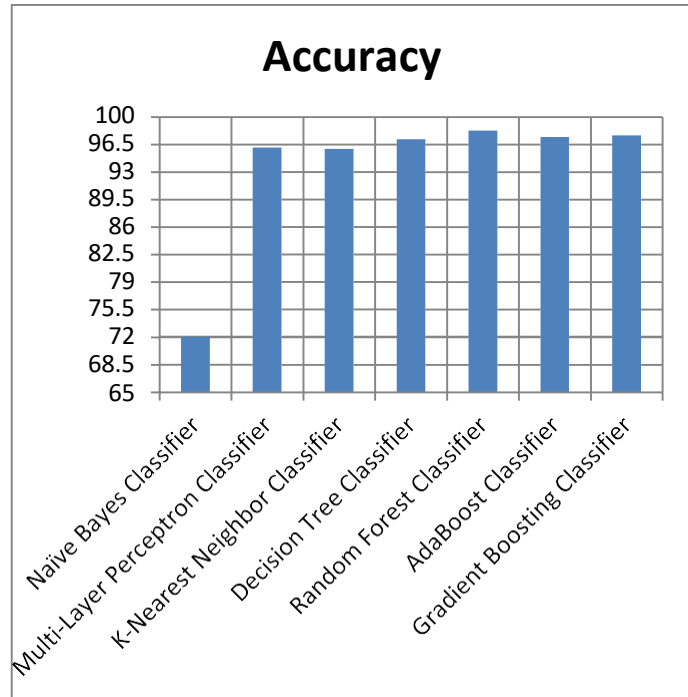 Accuracy
100
96.5
93
89.5
86
82.5
79
75.5
72
68.5
65
Naïve Bayes Classifier
Multi-Layer Perceptron Classifier
K-Nearest Neighbor Classifier
Decision Tree Classifier
Random Forest Classifier
AdaBoost Classifier
Gradient Boosting Classifier